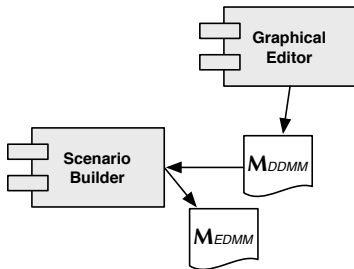 Graphical
Editor
Scenario
Builder
MDDMM
MEDMM